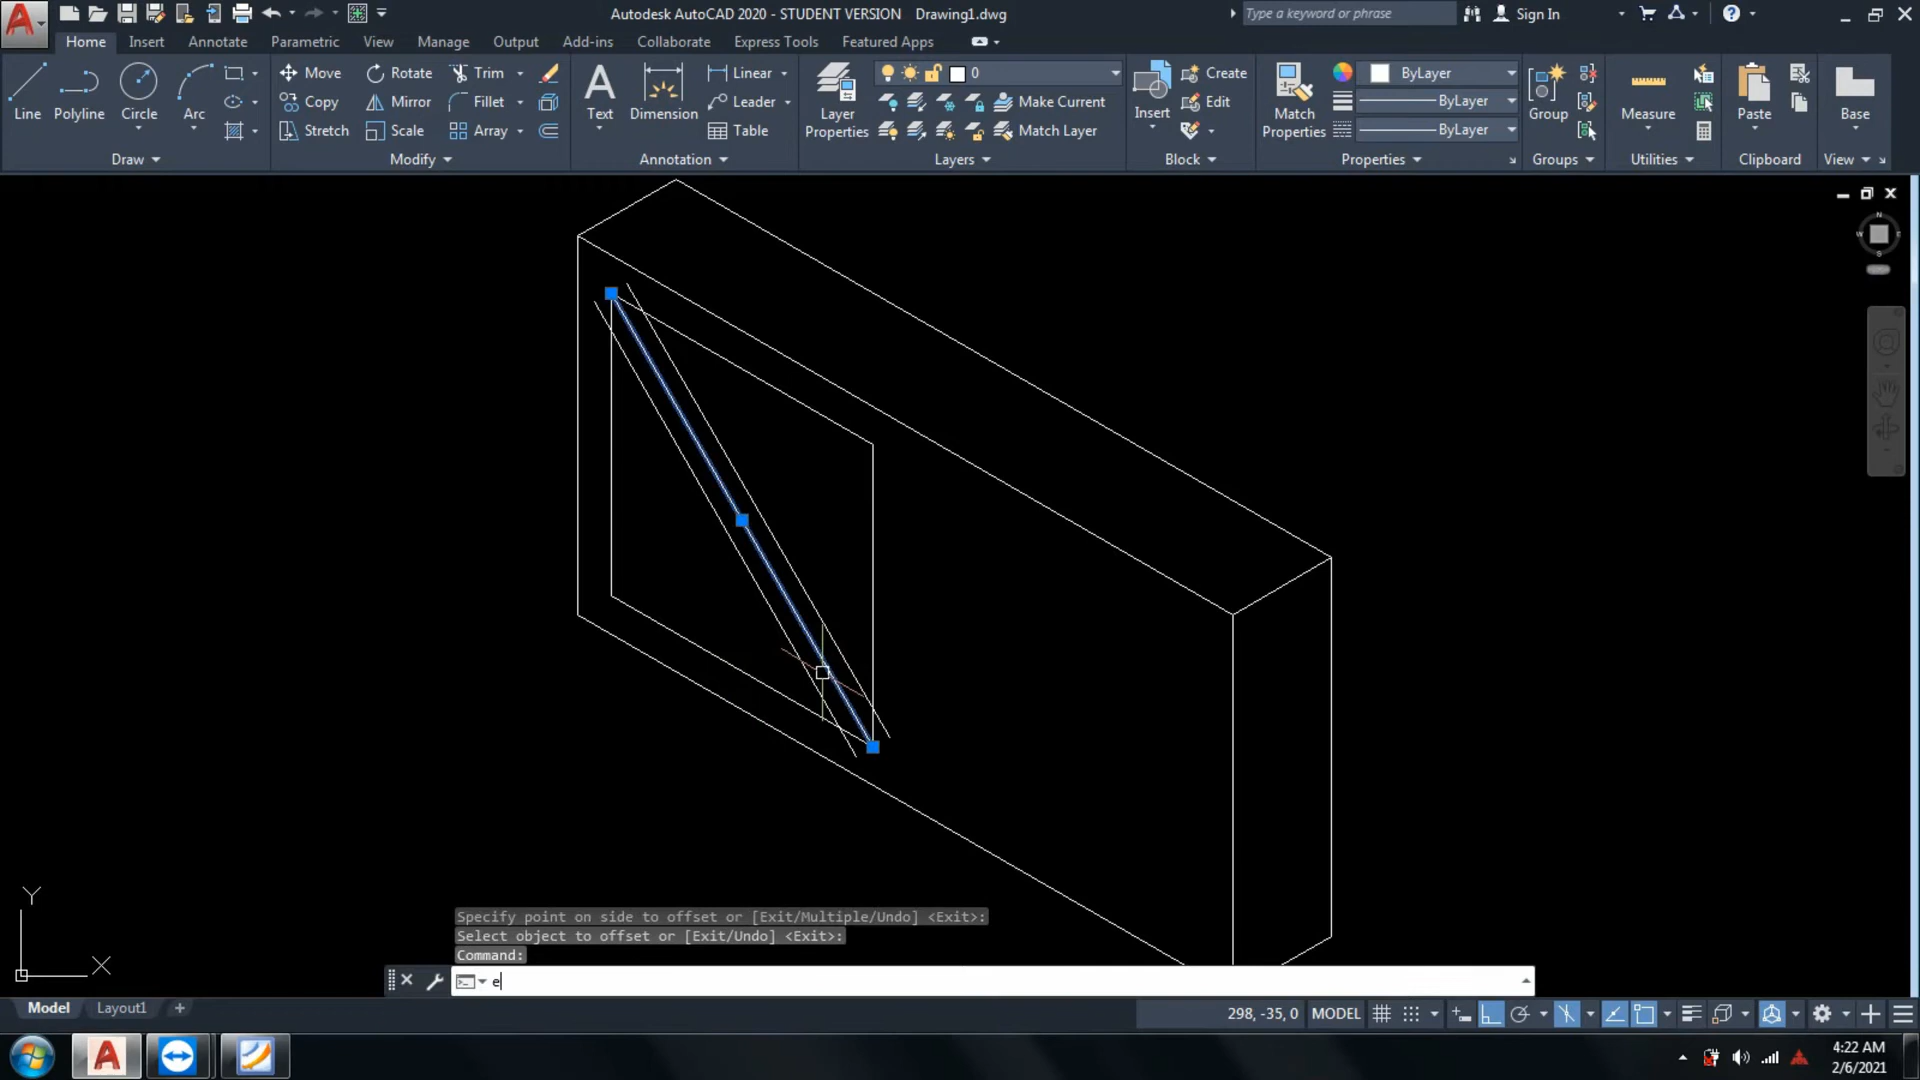 Autodesk AutoCAD 2020 - STUDENT VERSION Drawing1.dwg
Type a keyword or phrase
Sign In
Home Insert Annotate Parametric View Manage Output Add-ins Collaborate Express Tools Featured Apps
Line
Polyline
Circle
Arc
Draw
Move
Rotate
Trim
Copy
Mirror
Fillet
Stretch
Scale
Array
Modify
Text
Dimension
Linear
Leader
Table
Annotation
Layer
Properties
0
Make Current
Match Layer
Layers
Insert
Create
Edit
Block
Match
Properties
ByLayer
ByLayer
ByLayer
Properties
Group
Groups
Measure
Utilities
Paste
Clipboard
Base
View
N
W
S
Y
X
Specify point on side to offset or [Exit/Multiple/Undo] <Exit>:
Select object to offset or [Exit/Undo] <Exit>:
Command:
e
Model Layout1
298, -35, 0 MODEL
4:22 AM
2/6/2021